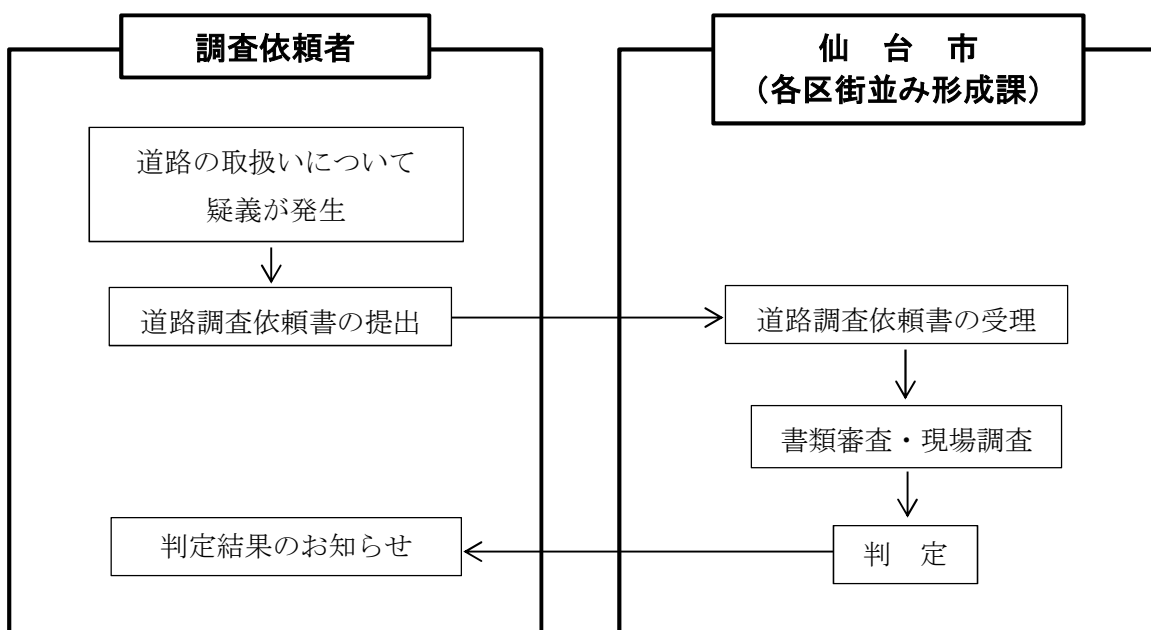 調査依頼者
仙 台 市
(各区街並み形成課)
道路の取扱いについて
疑義が発生
道路調査依頼書の提出
道路調査依頼書の受理
書類審査・現場調査
判 定
判定結果のお知らせ